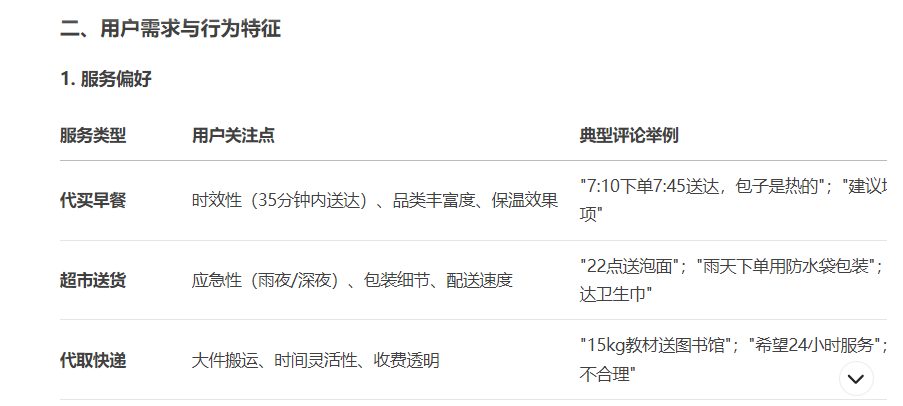 二、用户需求与行为特征
1. 服务偏好
服务类型 用户关注点 典型评论举例
代买早餐 时效性（35分钟内送达）、品类丰富度、保温效果 "7:10下单7:45送达，包子是热的"；"建议
项"
超市送货 应急性（雨夜/深夜）、包装细节、配送速度 "22点送泡面"；"雨天下单用防水袋包装"；
达卫生巾"
代取快递 大件搬运、时间灵活性、收费透明 "15kg教材送图书馆"；"希望24小时服务"；
不合理"